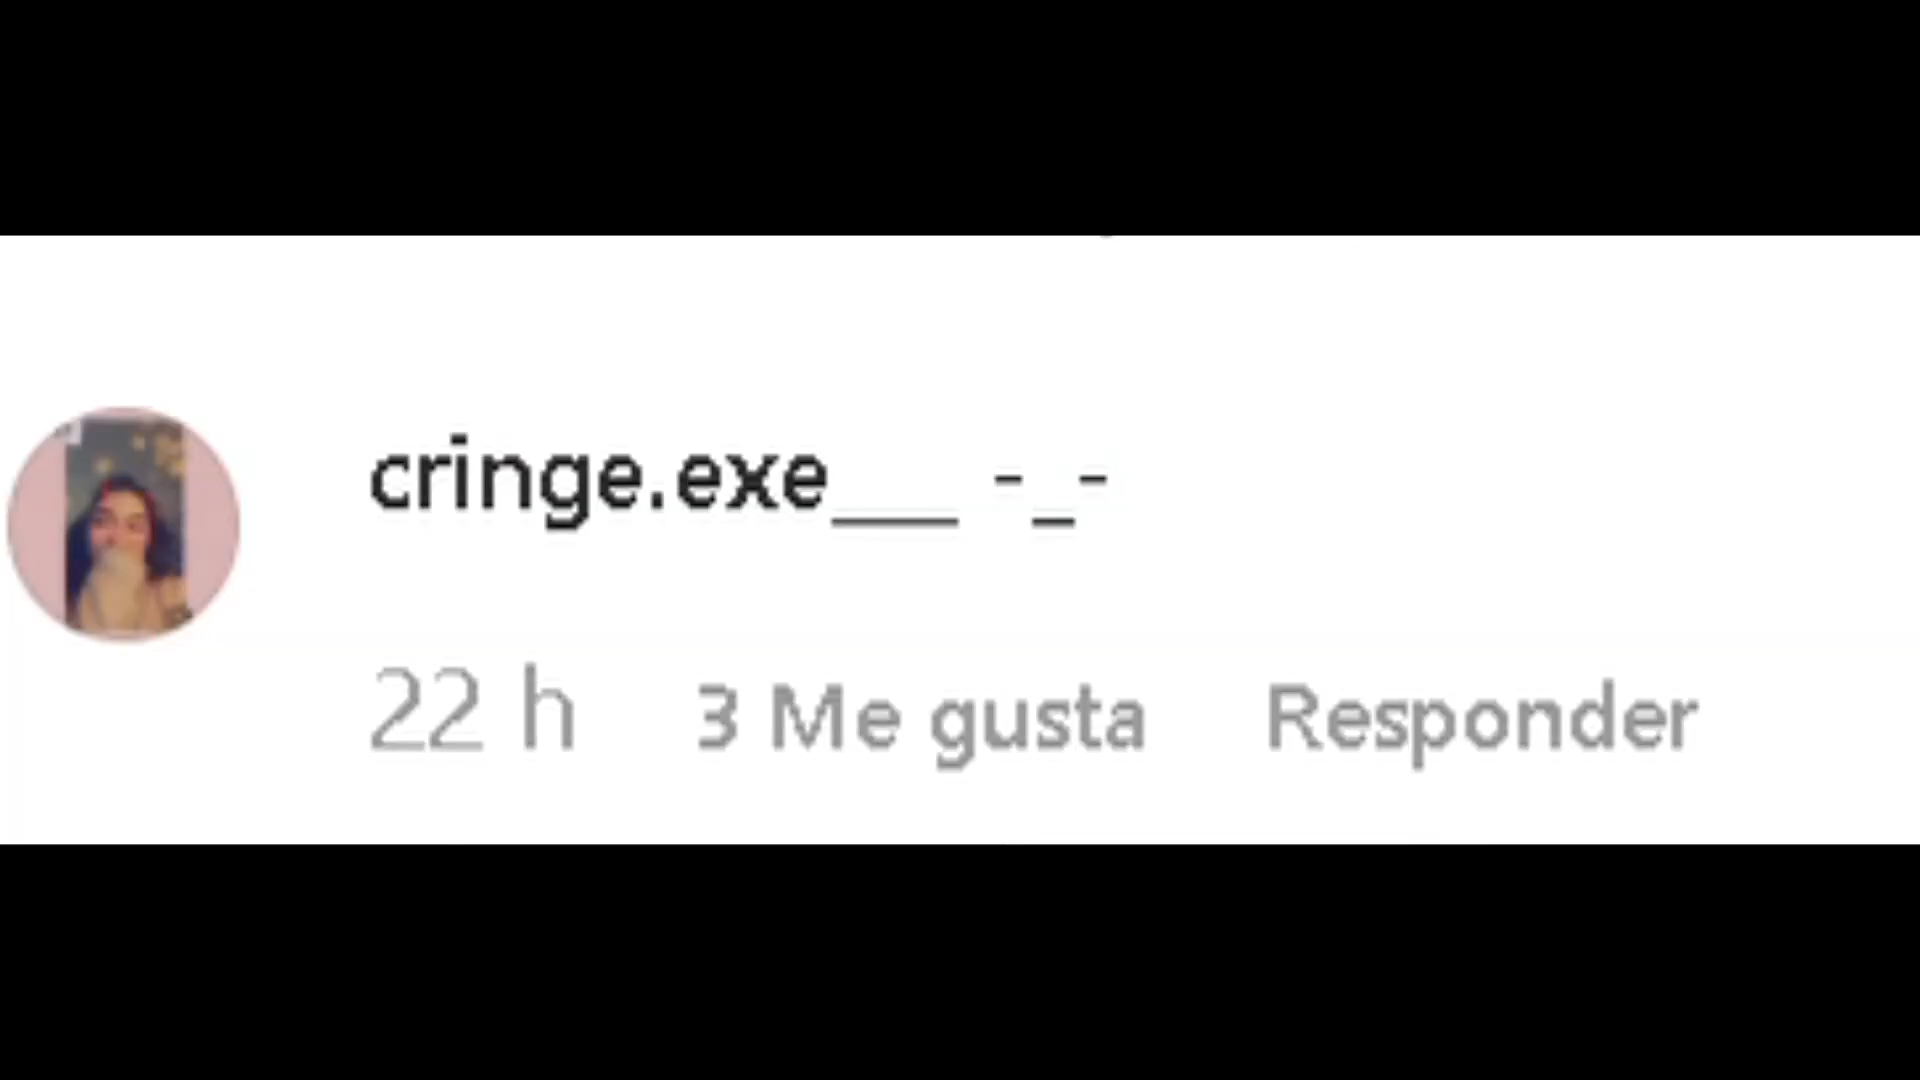 cringe.exe___ -_-
22 h 3 Me gusta Responder